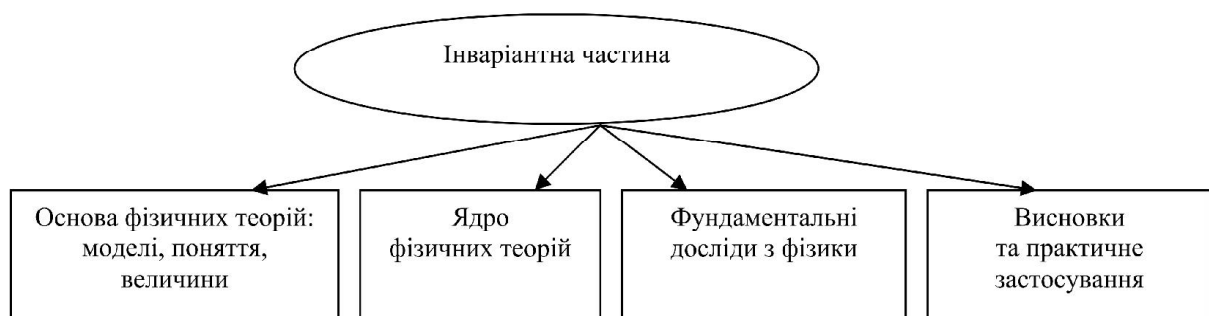 Інваріантна частина
Основа фізичних теорій:
моделі, поняття,
величини
Ядро
фізичних теорій
Фундаментальні
досліди з фізики
Висновки
та практичне
застосування